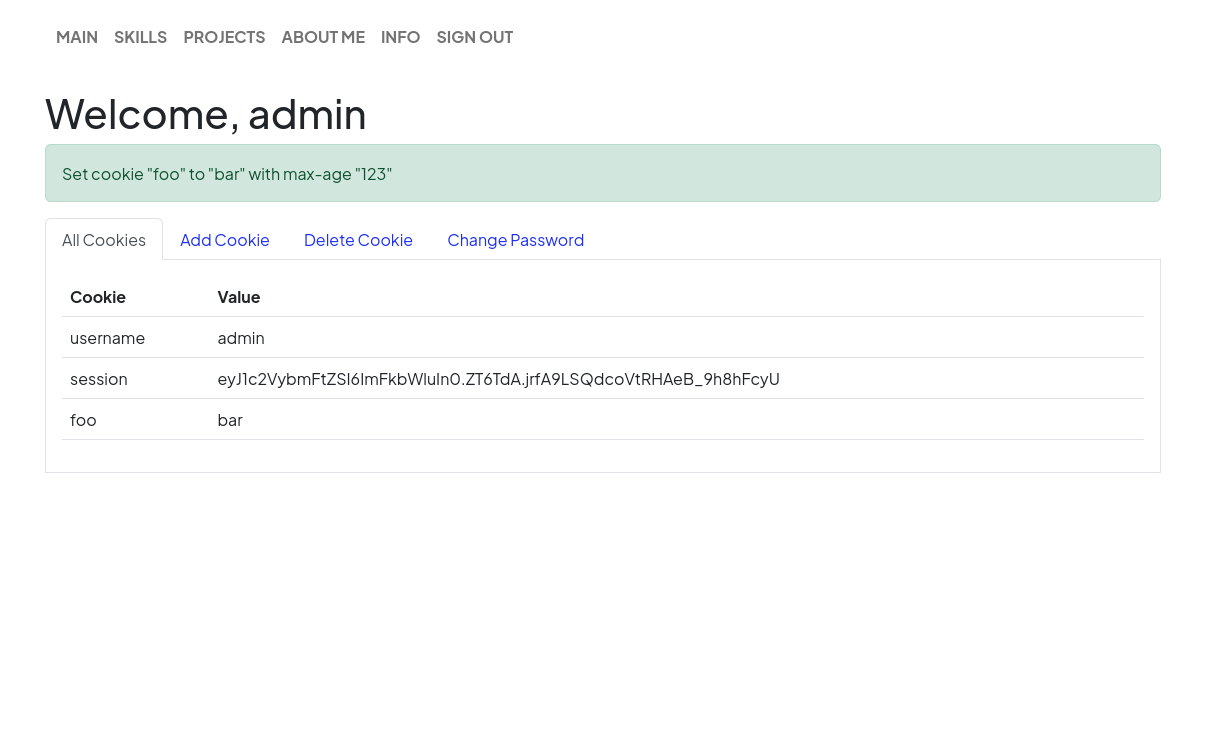 MAIN SKILLS PROJECTS ABOUT ME INFO SIGN OUT
Welcome, admin
Set cookie "foo" to "bar" with max-age "123"
All Cookies Add Cookie Delete Cookie Change Password
Cookie Value
username admin
session eyJ1c2VybmFtZSI6ImFkbWluIn0.ZT6TdA.jrfA9LSQdcoVtRHAeB_9h8hFcyU
foo bar